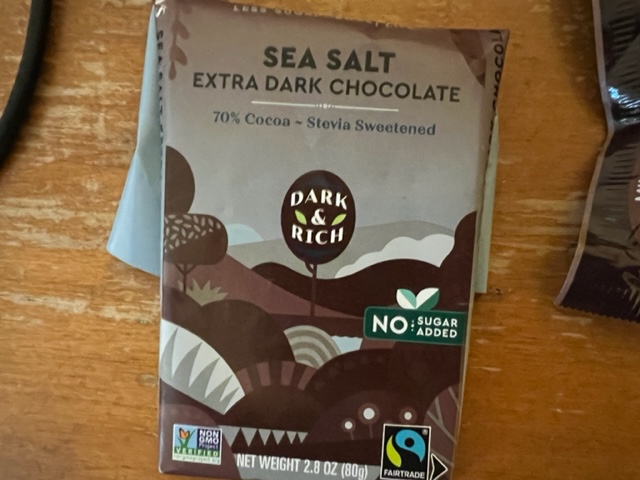 SEA SALT
EXTRA DARK CHOCOLATE
70% Cocoa ~ Stevia Sweetened
DARK
&
RICH
NO: SUGAR
ADDED
NON
GMO
Project
VERIFIED
NET WEIGHT 2.8 OZ (80g)
FAIRTRADE